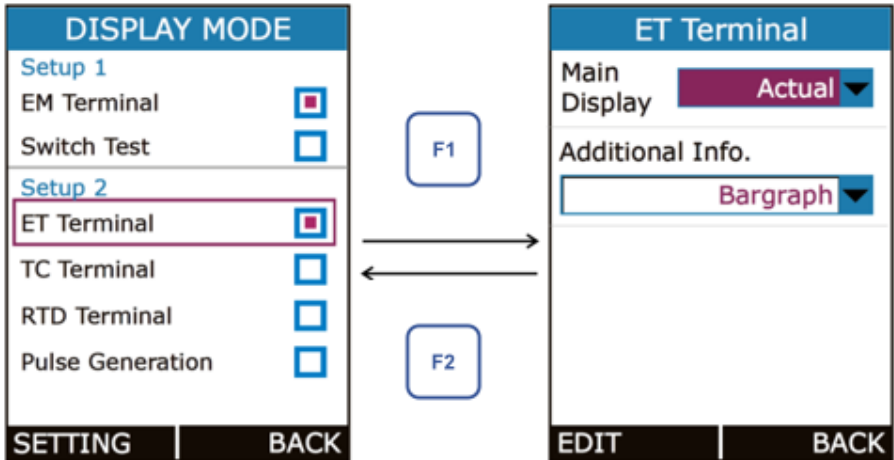 DISPLAY MODE
Setup 1
EM Terminal
Switch Test
Setup 2
ET Terminal
TC Terminal
RTD Terminal
Pulse Generation
SETTING BACK
F1
F2
ET Terminal
Main
Display
Actual
Additional Info.
Bargraph
EDIT BACK